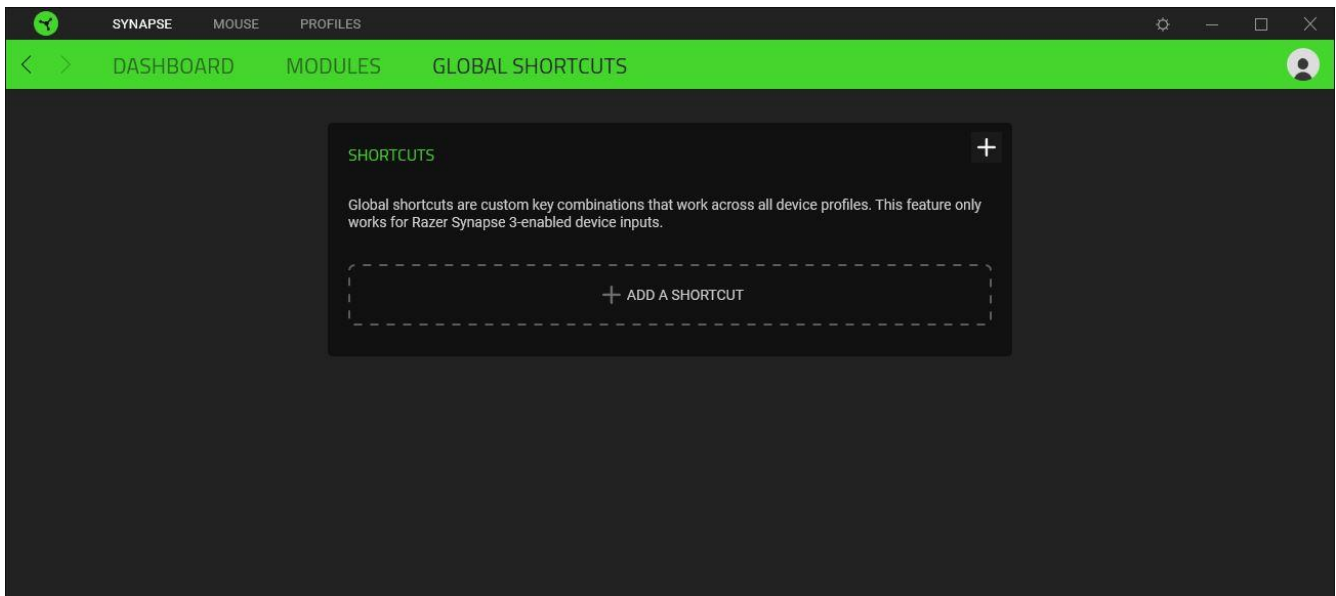 SYNAPSE MOUSE PROFILES
DASHBOARD MODULES GLOBAL SHORTCUTS
SHORTCUTS
Global shortcuts are custom key combinations that work across all device profiles. This feature only
works for Razer Synapse 3-enabled device inputs.
ADD A SHORTCUT